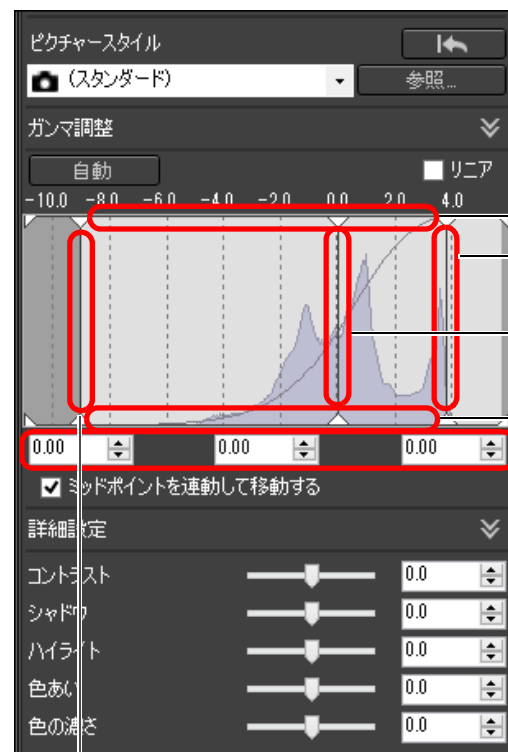 ピクチャースタイル
(スタンダード)
参照...
ガンマ調整
自動
リニア
-10.0 -8.0 -6.0 -4.0 -2.0 0.0 2.0 4.0
0.00 0.00 0.00
ミッドポイントを連動して移動する
詳細設定
コントラスト 0.0
シャドウ 0.0
ハイライト 0.0
色あい 0.0
色の濃さ 0.0